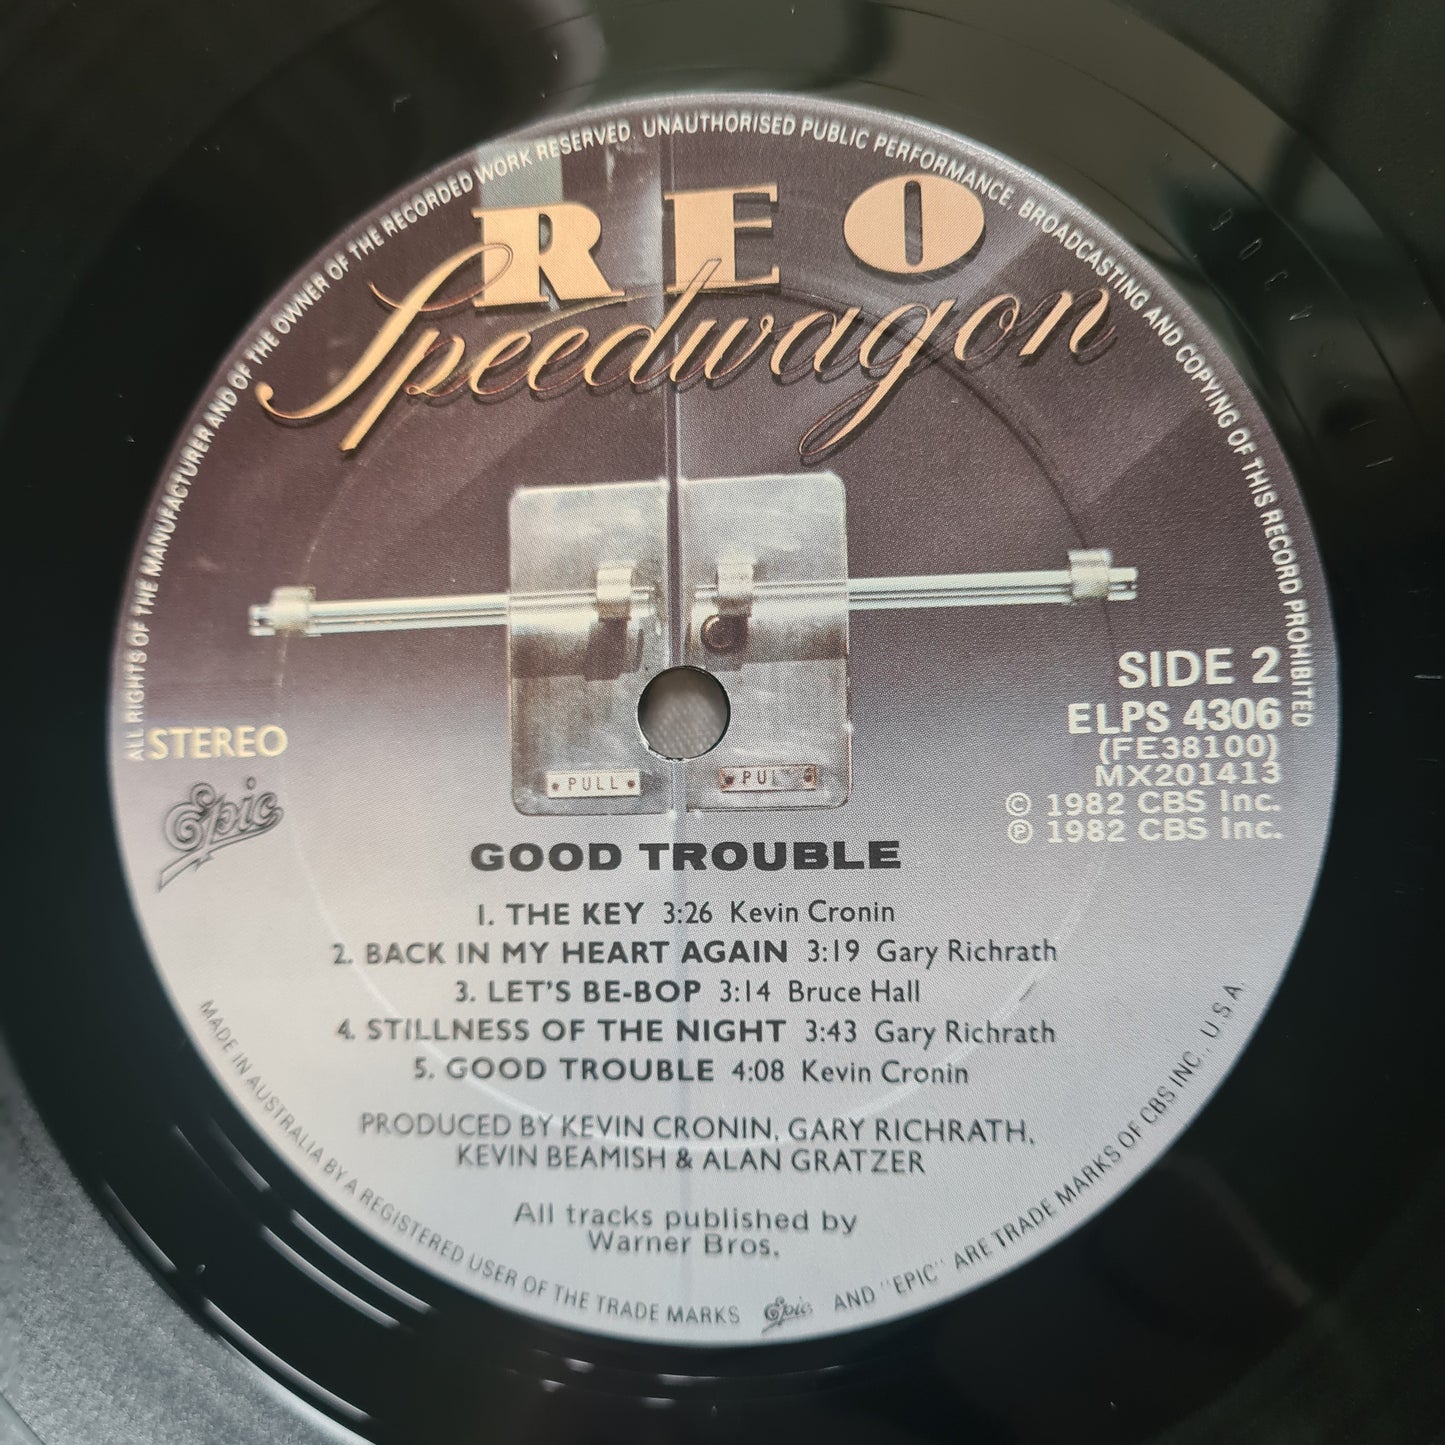 ALL RIGHTS OF THE MANUFACTURER AND OF THE OWNER OF THE RECORDED WORK RESERVED. UNAUTHORISED PUBLIC PERFORMANCE, BROADCASTING AND COPYING OF THIS RECORD PROHIBITED
REO
Speedwagon
SIDE 2
ELPS 4306
(FE38100)
MX201413
© 1982 CBS Inc.
℗ 1982 CBS Inc.
STEREO
Epic
PULL
PULL
GOOD TROUBLE
1. THE KEY 3:26 Kevin Cronin
2. BACK IN MY HEART AGAIN 3:19 Gary Richrath
3. LET'S BE-BOP 3:14 Bruce Hall
4. STILLNESS OF THE NIGHT 3:43 Gary Richrath
5. GOOD TROUBLE 4:08 Kevin Cronin
PRODUCED BY KEVIN CRONIN, GARY RICHRATH,
KEVIN BEAMISH & ALAN GRATZER
All tracks published by
Warner Bros.
MADE IN AUSTRALIA BY A REGISTERED USER OF THE TRADE MARKS Epic AND "EPIC" ARE TRADE MARKS OF CBS INC., U.S.A.